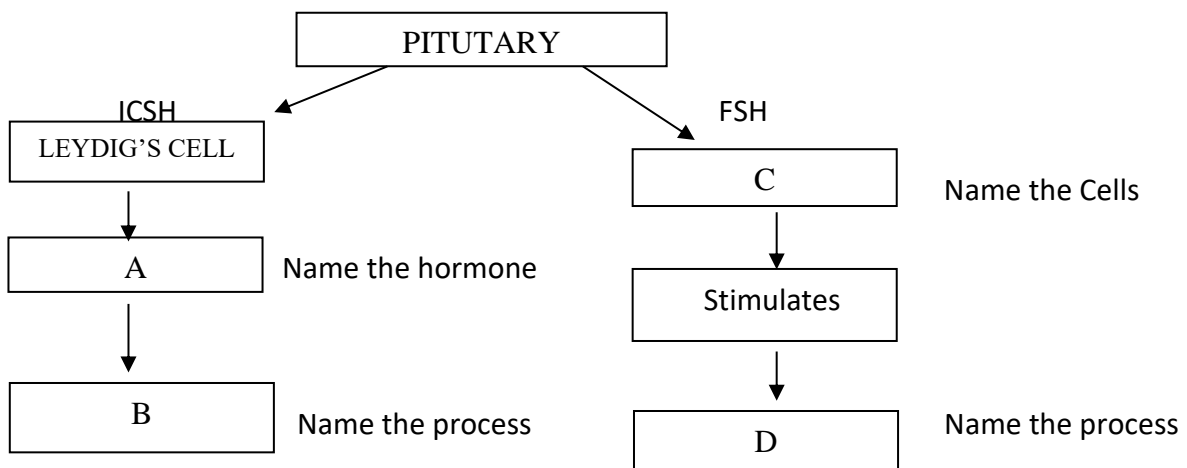 PITUTARY
ICSH
FSH
LEYDIG’S CELL
C
Name the Cells
A
Name the hormone
Stimulates
B
Name the process
D
Name the process